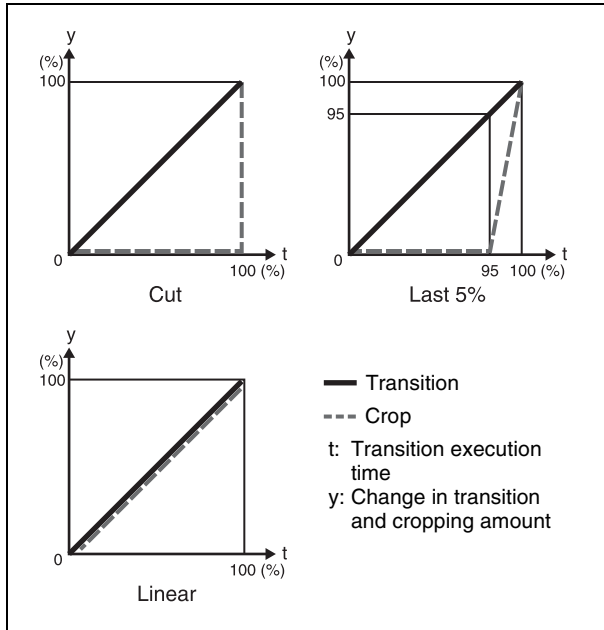 y
(%)
100
0
100 (%)
t
Cut
y
(%)
100
95
0
95 100 (%)
t
Last 5%
y
(%)
100
0
100 (%)
t
Linear
Transition
Crop
t: Transition execution
time
y: Change in transition
and cropping amount